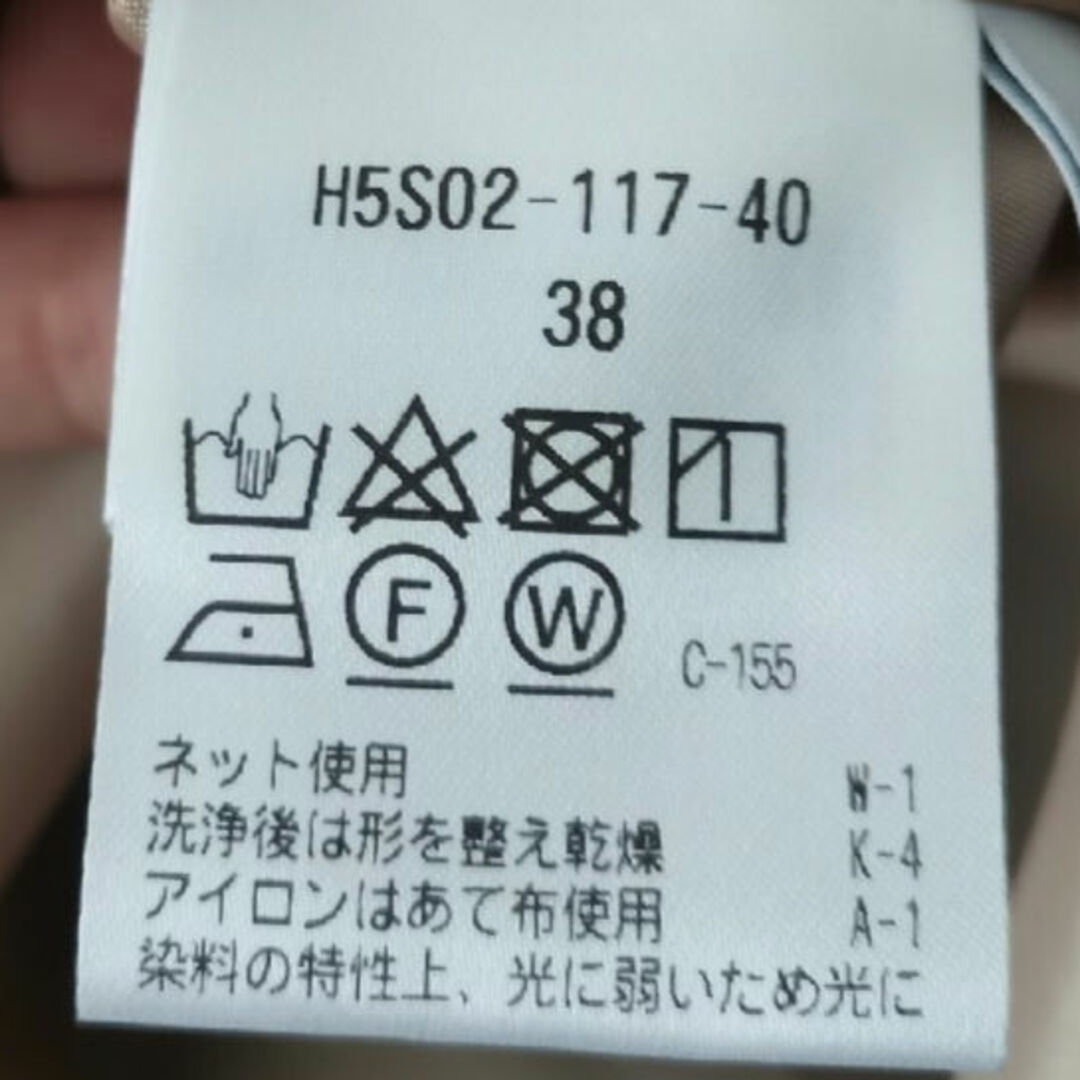 H5S02-117-40
38
F W C-155
ネット使用 W-1
洗浄後は形を整え乾燥 K-4
アイロンはあて布使用 A-1
染料の特性上、光に弱いため光に